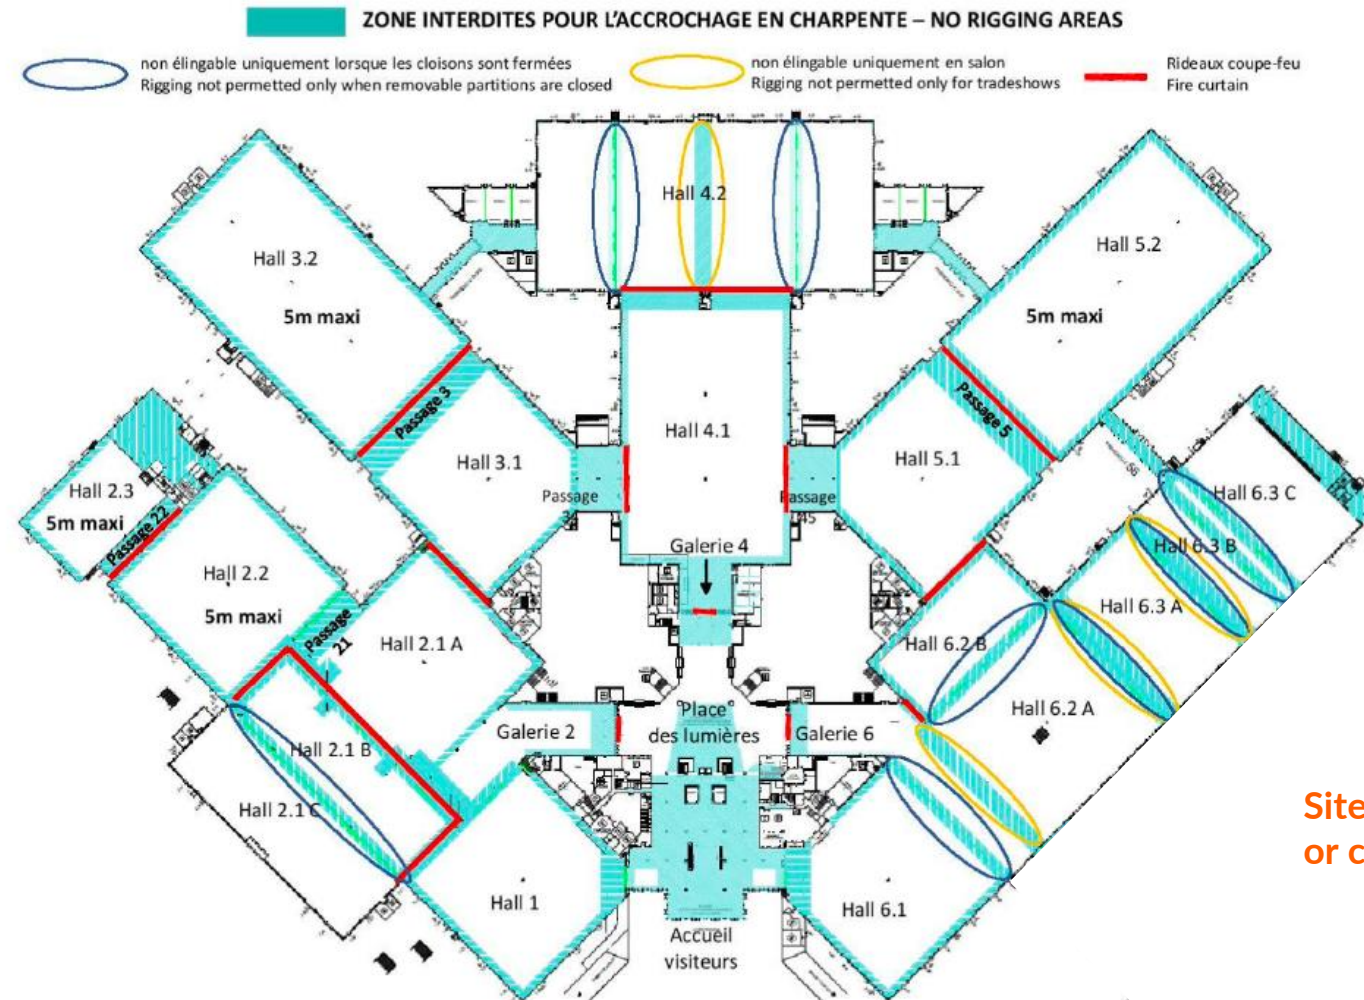 ZONE INTERDITES POUR L'ACCROCHAGE EN CHARPENTE – NO RIGGING AREAS
non élingable uniquement lorsque les cloisons sont fermées
Rigging not permetted only when removable partitions are closed
non élingable uniquement en salon
Rigging not permetted only for tradeshows
Rideaux coupe-feu
Fire curtain
Hall 4.2
Hall 3.2
5m maxi
Hall 5.2
5m maxi
Passage 3
Passage 5
Hall 4.1
Hall 3.1
Hall 5.1
Hall 2.3
5m maxi
Passage 22
Passage
Passage
45
56
Hall 6.3 C
Hall 6.3 B
Hall 6.3 A
Galerie 4
Hall 2.2
5m maxi
Passage
21
Hall 2.1 A
Hall 6.2 B
Hall 6.2 A
Galerie 2
Place
des lumières
Galerie 6
Hall 2.1 B
Hall 2.1 C
Site
or c
Hall 1
Hall 6.1
Accueil
visiteurs